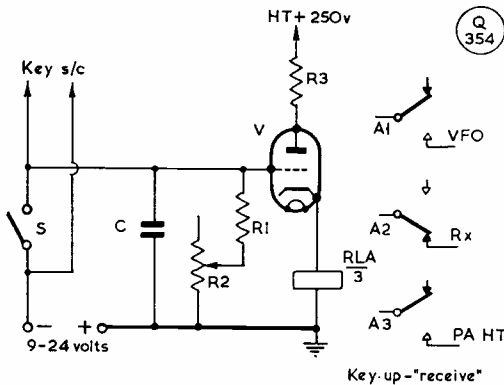 HT + 250v
Q
354
Key s/c
R3
V
A1
VFO
S
C
R1
R2
A2
Rx
RLA
3
A3
PA HT
− +
9-24 volts
Key up - "receive"